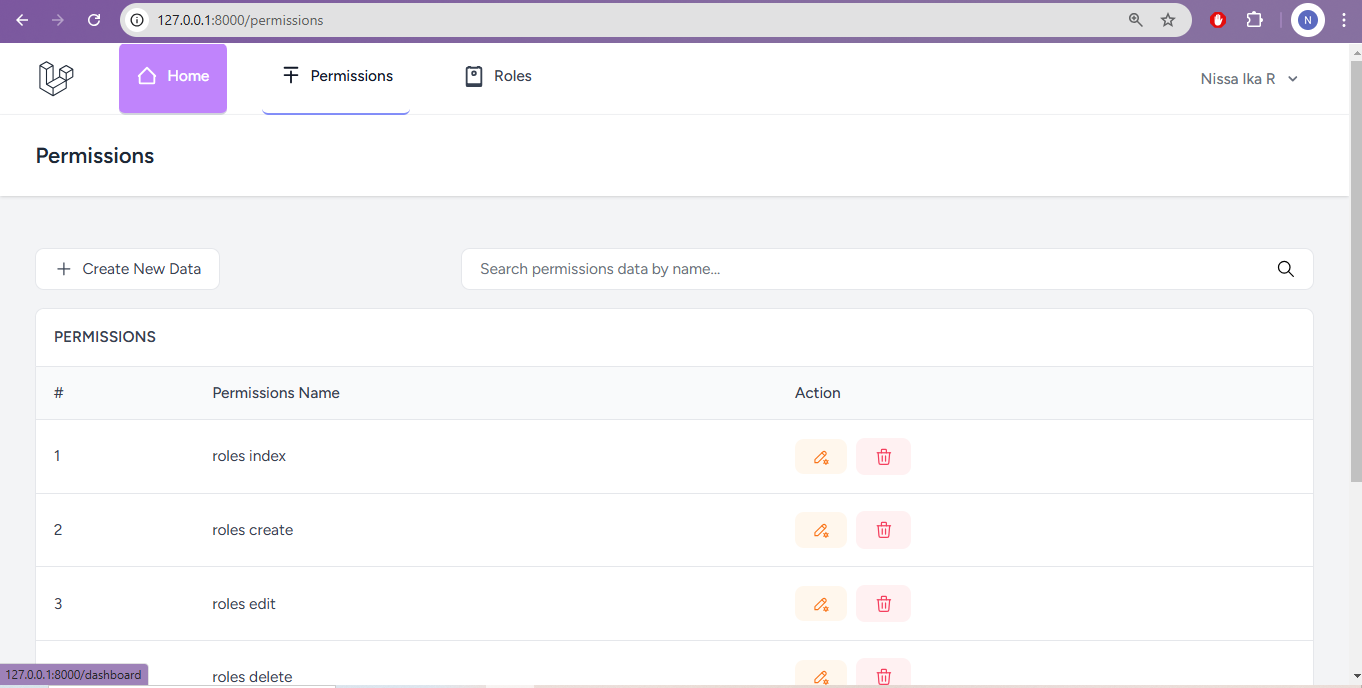 127.0.0.1:8000/permissions
N
Home
Permissions
Roles
Nissa Ika R
Permissions
Create New Data
Search permissions data by name...
PERMISSIONS
# Permissions Name Action
1 roles index
2 roles create
3 roles edit
roles delete
127.0.0.1:8000/dashboard